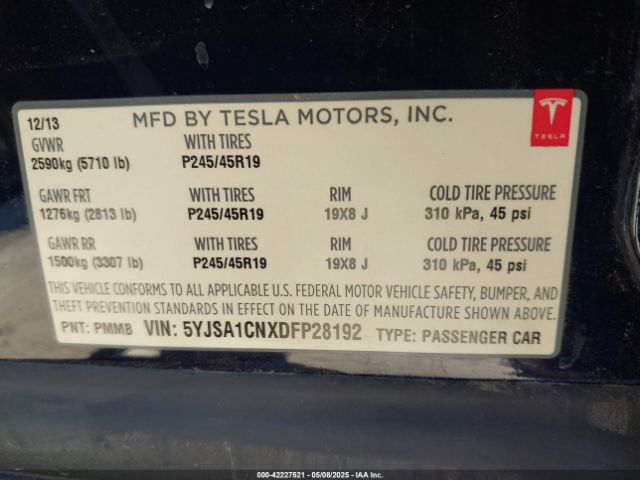 12/13 MFD BY TESLA MOTORS, INC.
TESLA
GVWR WITH TIRES
2590kg (5710 lb) P245/45R19
GAWR FRT WITH TIRES RIM COLD TIRE PRESSURE
1276kg (2813 lb) P245/45R19 19X8 J 310 kPa, 45 psi
GAWR RR WITH TIRES RIM COLD TIRE PRESSURE
1500kg (3307 lb) P245/45R19 19X8 J 310 kPa, 45 psi
THIS VEHICLE CONFORMS TO ALL APPLICABLE U.S. FEDERAL MOTOR VEHICLE SAFETY, BUMPER, AND
THEFT PREVENTION STANDARDS IN EFFECT ON THE DATE OF MANUFACTURE SHOWN ABOVE.
PNT: PMMB VIN: 5YJSA1CNXDFP28192 TYPE: PASSENGER CAR
000-42227521 - 05/08/2025 - IAA Inc.